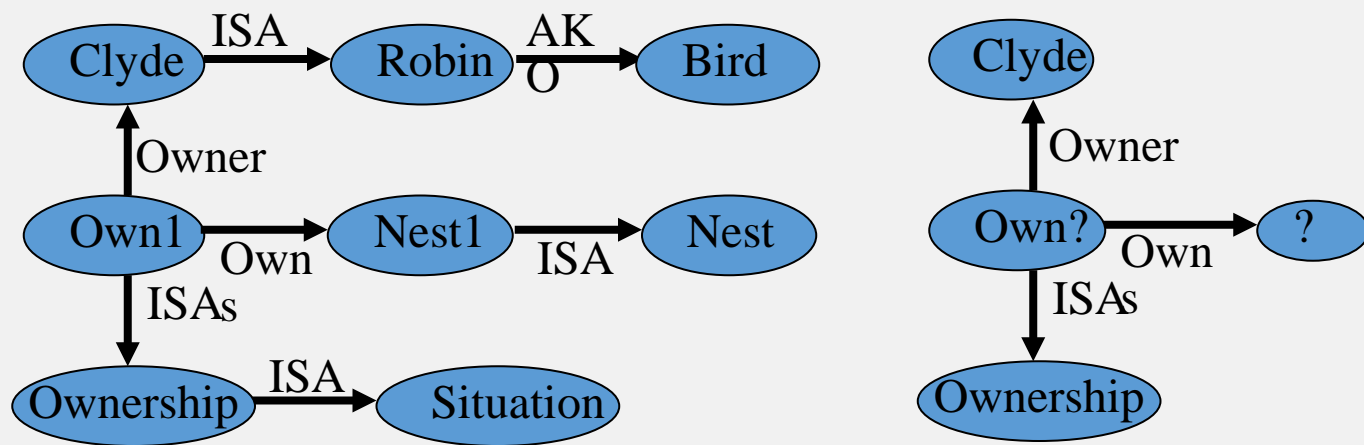 Clyde ISA Robin AK
O Bird
Owner
Own1 Own Nest1 ISA Nest
ISAs
Ownership ISA Situation
Clyde
Owner
Own? Own ?
ISAs
Ownership